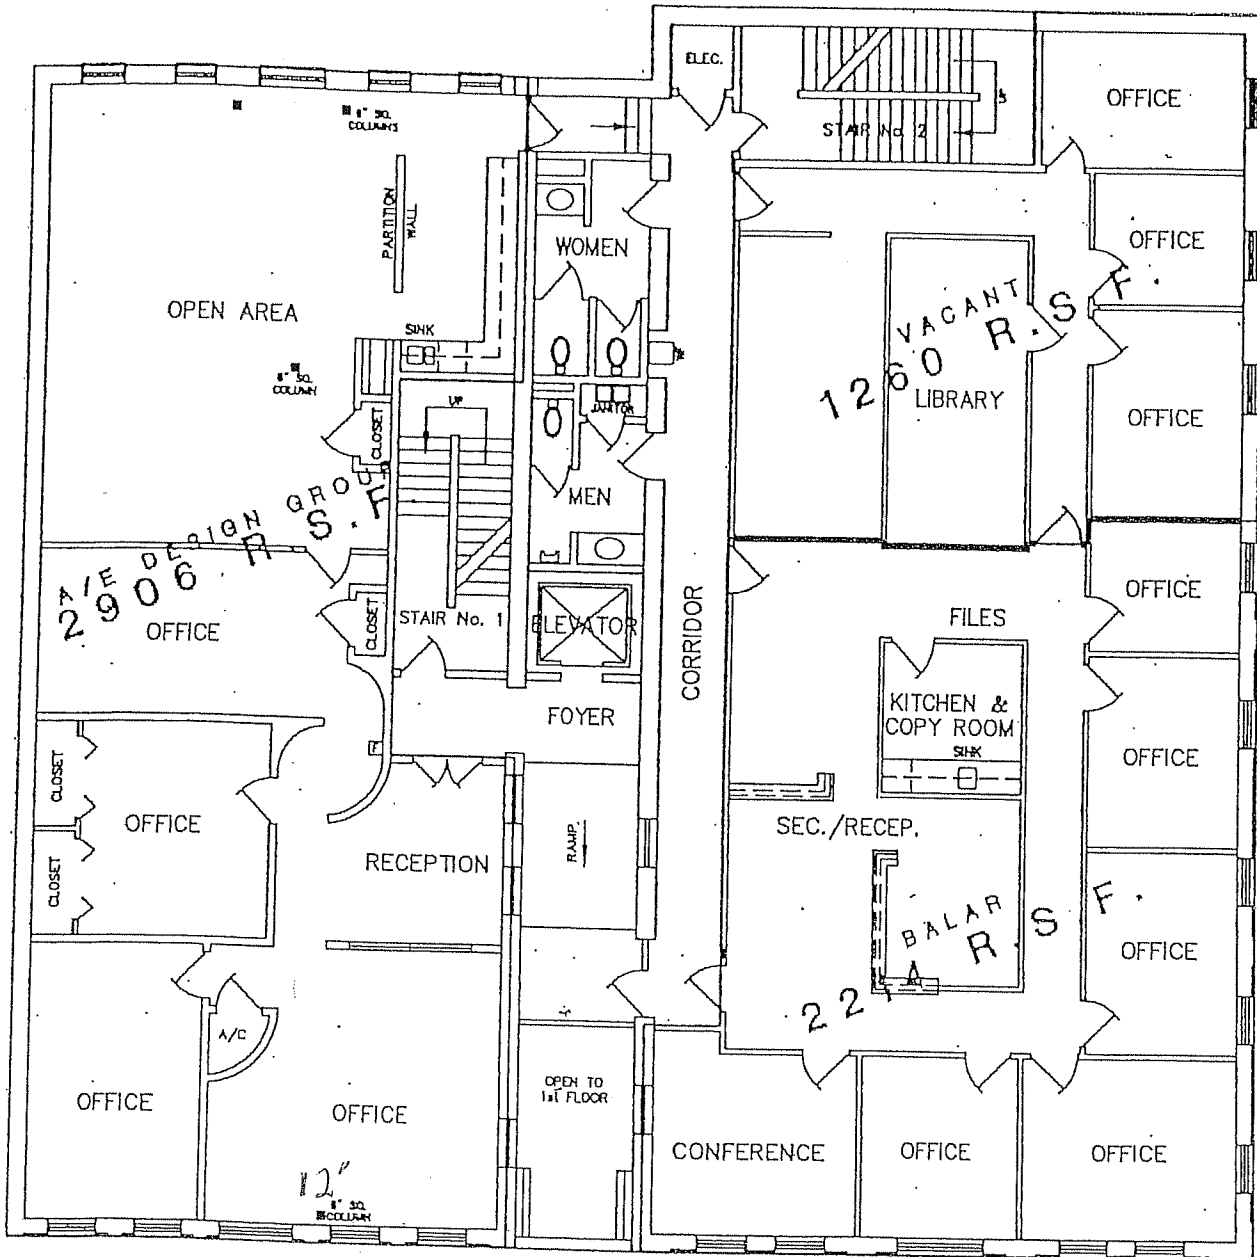 ELEC.
OFFICE
8" SQ.
COLUMNS
STAIR No. 2
PARTITION
WALL
WOMEN
OFFICE
OPEN AREA
SINK
VACANT
1260 R.S.F.
8" SQ.
COLUMN
UP
JANITOR
LIBRARY
OFFICE
CLOSET
MEN
A/E DESIGN GROUP
2906 R.S.F.
OFFICE
CLOSET
STAIR No. 1
ELEVATOR
CORRIDOR
FILES
OFFICE
FOYER
KITCHEN &
COPY ROOM
SINK
OFFICE
CLOSET
OFFICE
CLOSET
RECEPTION
RAMP
SEC./RECEP.
BALAR
R.S.F.
OFFICE
A/C
OFFICE
OFFICE
12"
8" SQ.
COLUMN
OPEN TO
1st FLOOR
CONFERENCE
OFFICE
OFFICE